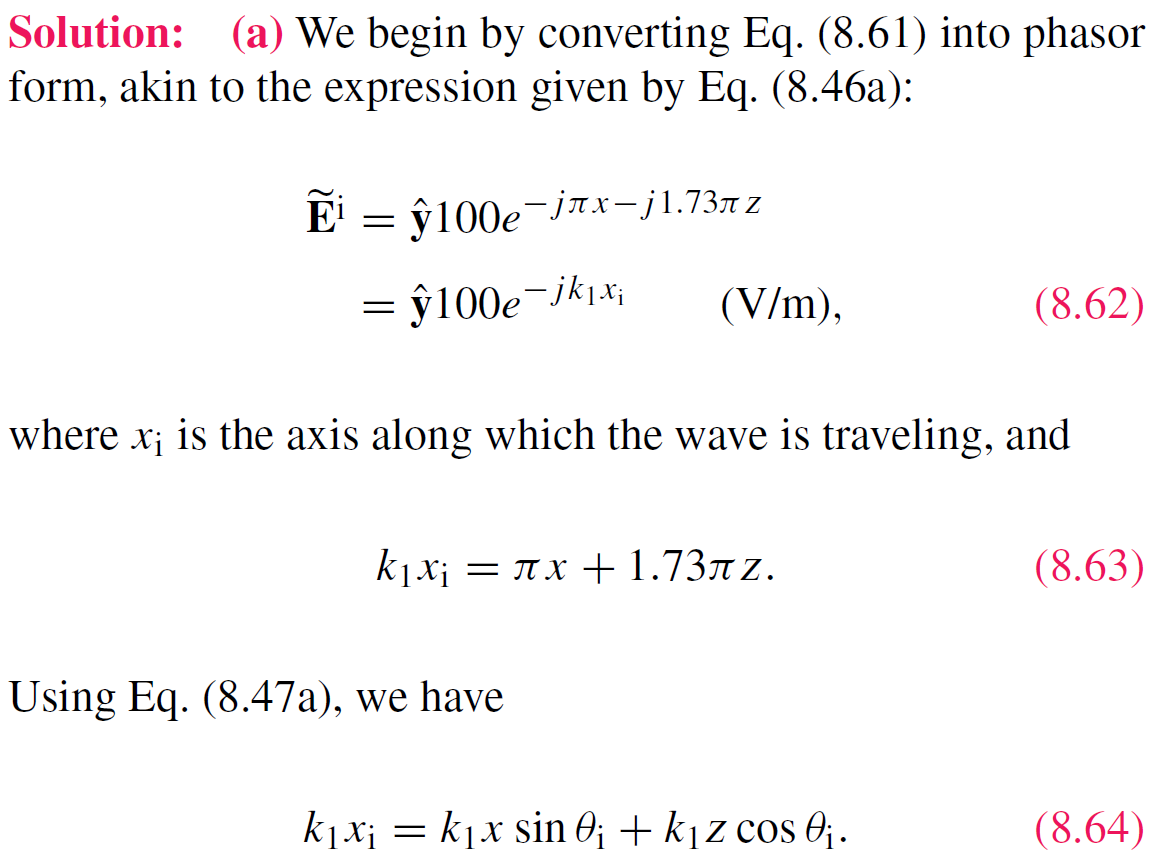 Solution: (a) We begin by converting Eq. (8.61) into phasor
form, akin to the expression given by Eq. (8.46a):
Ẽⁱ = ŷ100e^{−jπx−j1.73πz}
= ŷ100e^{−jk₁xᵢ} (V/m), (8.62)
where xᵢ is the axis along which the wave is traveling, and
k₁xᵢ = πx + 1.73πz. (8.63)
Using Eq. (8.47a), we have
k₁xᵢ = k₁x sin θᵢ + k₁z cos θᵢ. (8.64)